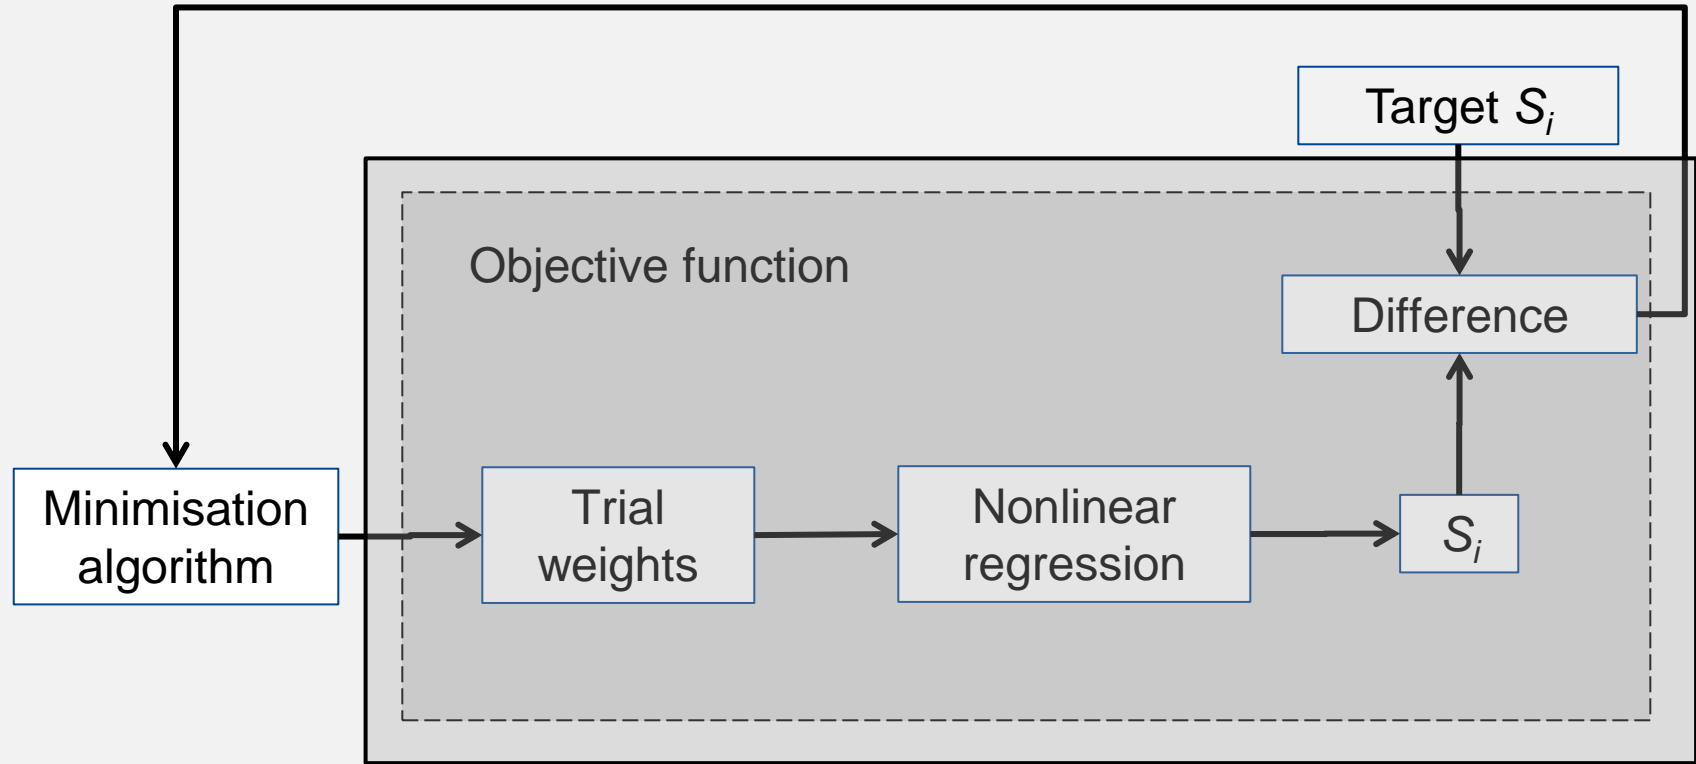 Target Sᵢ
Objective function
Difference
Minimisation
algorithm
Trial
weights
Nonlinear
regression
Sᵢ